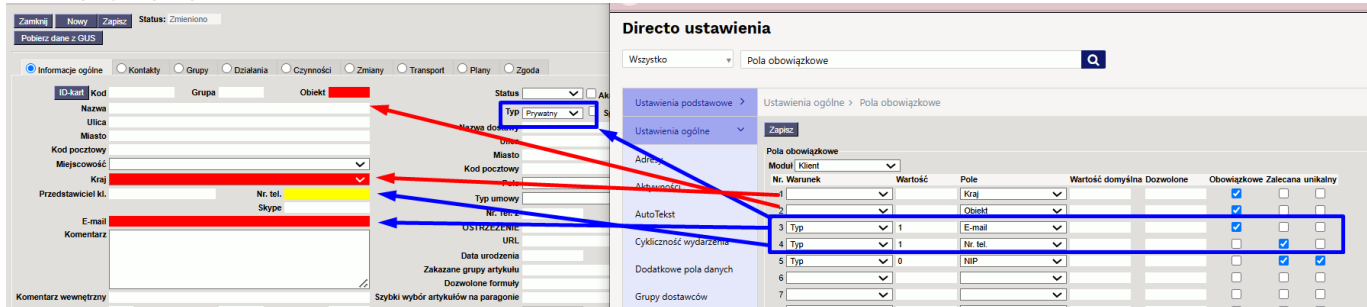 Zamknij Nowy Zapisz Status: Zmieniono
Pobierz dane z GUS
Informacje ogólne Kontakty Grupy Działania Czynności Zmiany Transport Plany Zgoda
ID-kart Kod Grupa Obiekt
Nazwa
Ulica
Miasto
Kod pocztowy
Miejscowość
Kraj
Przedstawiciel kl. Nr. tel.
Skype
E-mail
Komentarz
Komentarz wewnętrzny
Status
Typ Prywatny
Nazwa dostawy
Miasto
Kod pocztowy
Typ umowy
Nr. Tel. 2
OSTRZEŻENIE
URL
Data urodzenia
Zakazane grupy artykułu
Dozwolone formuły
Szybki wybór artykułów na paragonie
Directo ustawienia
Wszystko Pola obowiązkowe
Ustawienia podstawowe >
Ustawienia ogólne
Adresy
Aktywności
AutoTekst
Cykliczność wydarzenia
Dodatkowe pola danych
Grupy dostawców
Ustawienia ogólne > Pola obowiązkowe
Zapisz
Pola obowiązkowe
Moduł Klient
Nr. Warunek Wartość Pole Wartość domyślna Dozwolone Obowiązkowe Zalecana unikalny
1 Kraj
2 Obiekt
3 Typ 1 E-mail
4 Typ 1 Nr. tel.
5 Typ 0 NIP
6
7